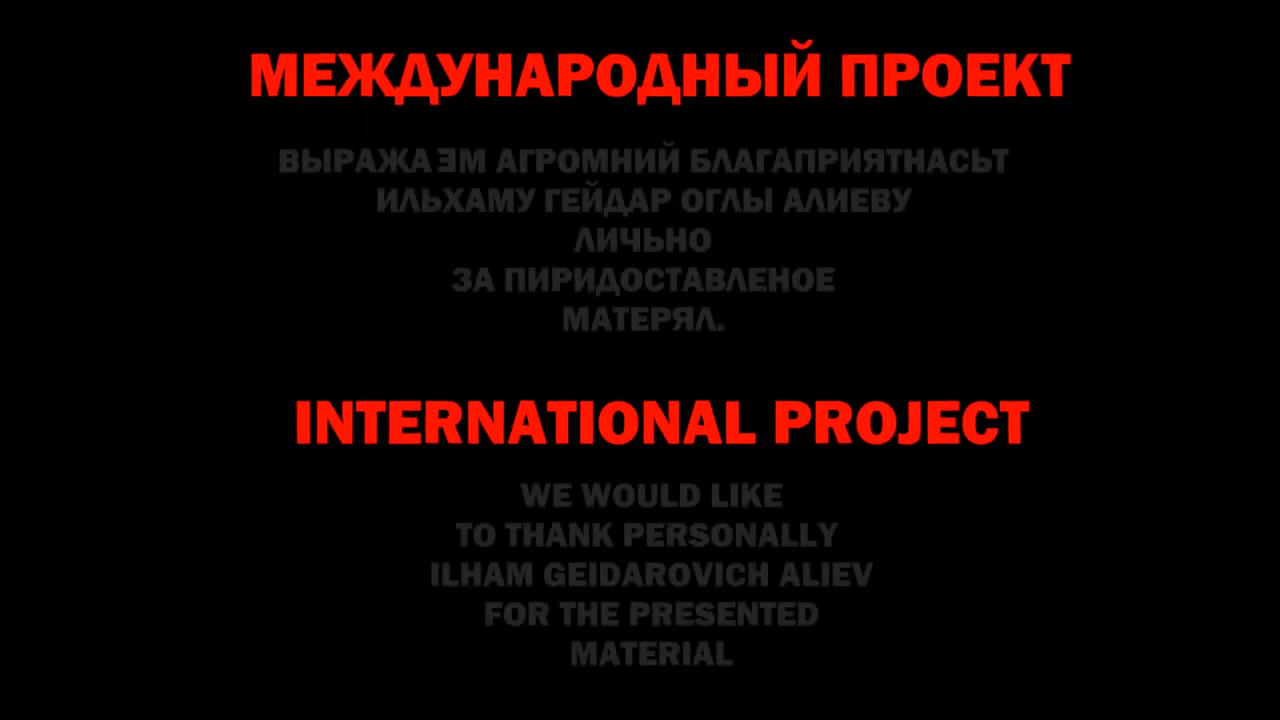 МЕЖДУНАРОДНЫЙ ПРОЕКТ
ВЫРАЖАЭМ АГРОМНИЙ БЛАГАПРИЯТНАСЬТ
ИЛЬХАМУ ГЕЙДАР ОГЛЫ АЛИЕВУ
ЛИЧЬНО
ЗА ПИРИДОСТАВЛЕНОЕ
МАТЕРЯЛ.
INTERNATIONAL PROJECT
WE WOULD LIKE
TO THANK PERSONALLY
ILHAM GEIDAROVICH ALIEV
FOR THE PRESENTED
MATERIAL